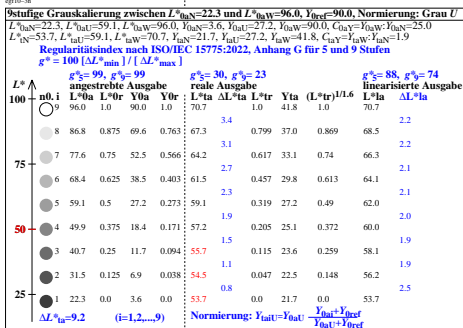 9stufige Grauskalierung zwischen L*0aN=22.3 und L*0aW=96.0, Y0ref=90.0, Normierung: Grau U
L*0aN=22.3, L*0aU=59.1, L*0aW=96.0, Y0aN=3.6, Y0aU=27.2, Y0aW=90.0, C0aY=Y0aW:Y0aN=25.0
L*taN=53.7, L*taU=59.1, L*taW=70.7, YtaN=21.7, YtaU=27.2, YtaW=41.8, CtaY=YtaW:YtaN=1.9
Regularitätsindex nach ISO/IEC 15775:2022, Anhang G für 5 und 9 Stufen
g* = 100 [ΔL*min ] / [ΔL*max ]
g*5= 99, g*9= 99 g*5= 30, g*9= 23 g*5= 88, g*9= 74
L* angestrebte Ausgabe reale Ausgabe linearisierte Ausgabe
n0. i L*0a L*0r Y0a Y0r L*ta ΔL*ta L*tr Yta (L*tr)1/1.6 L*la ΔL*la
100 9 96.0 1.0 90.0 1.0 70.7 1.0 41.8 1.0 70.7
3.4 2.2
8 86.8 0.875 69.6 0.763 67.3 0.799 37.0 0.869 68.5
3.1 2.2
75 7 77.6 0.75 52.5 0.566 64.2 0.617 33.1 0.74 66.3
2.7 2.1
6 68.4 0.625 38.5 0.403 61.5 0.457 29.8 0.613 64.1
2.3 2.1
5 59.1 0.5 27.2 0.273 59.1 0.319 27.2 0.49 62.0
1.9 2.0
50 4 49.9 0.375 18.4 0.171 57.2 0.205 25.1 0.372 60.0
1.5 1.9
3 40.7 0.25 11.7 0.094 55.7 0.115 23.6 0.259 58.1
1.1 1.9
2 31.5 0.125 6.9 0.038 54.5 0.047 22.5 0.148 56.2
0.8 2.5
25 1 22.3 0.0 3.6 0.0 53.7 0.0 21.7 0.0 53.7
ΔL*ta=9.2 (i=1,2,...,9) Normierung: YtaiU=Y0aU (Y0ai+Y0ref)/(Y0aU+Y0ref)